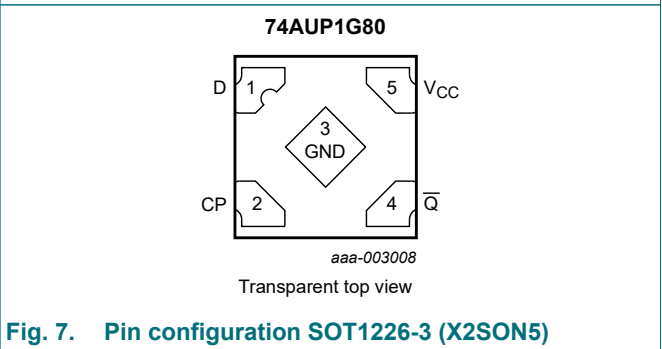 74AUP1G80
D 1 5 VCC
3
GND
CP 2 4 Q̅
aaa-003008
Transparent top view
Fig. 7. Pin configuration SOT1226-3 (X2SON5)